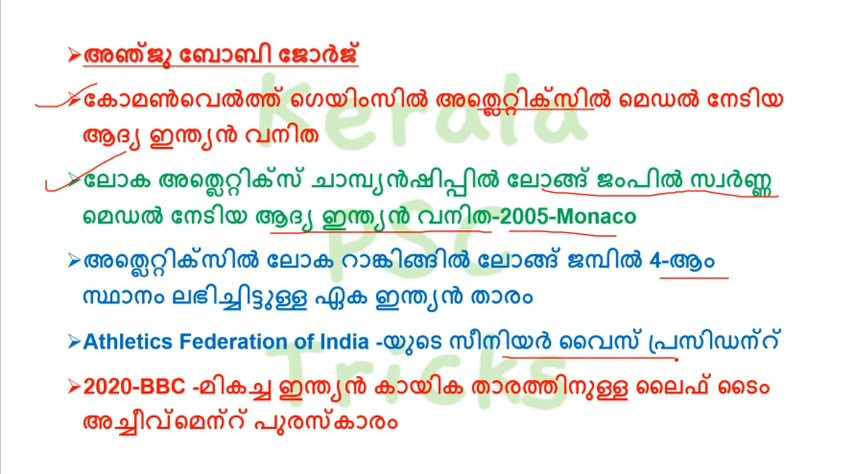 ➢അഞ്ജു ബോബി ജോർജ്
➢കോമൺവെൽത്ത് ഗെയിംസിൽ അത്ലെറ്റിക്സിൽ മെഡൽ നേടിയ
ആദ്യ ഇന്ത്യൻ വനിത
➢ലോക അത്ലെറ്റിക്സ് ചാമ്പ്യൻഷിപ്പിൽ ലോങ്ങ് ജംപിൽ സ്വർണ്ണ
മെഡൽ നേടിയ ആദ്യ ഇന്ത്യൻ വനിത-2005-Monaco
➢അത്ലെറ്റിക്സിൽ ലോക റാങ്കിങ്ങിൽ ലോങ്ങ് ജമ്പിൽ 4-ആം
സ്ഥാനം ലഭിച്ചിട്ടുള്ള ഏക ഇന്ത്യൻ താരം
➢Athletics Federation of India -യുടെ സീനിയർ വൈസ് പ്രസിഡന്റ്
➢2020-BBC -മികച്ച ഇന്ത്യൻ കായിക താരത്തിനുള്ള ലൈഫ് ടൈം
അച്ചീവ്മെന്റ് പുരസ്കാരം
Kerala
PSC
Tricks